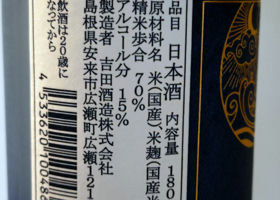 品目 日本酒 内容量 180
原材料名 米(国産) 米麹(国産米
精米歩合 70%
アルコール分 15%
製造者 吉田酒造株式会社
島根県安来市広瀬町広瀬121
飲酒は20歳に
なってから
4533620100486